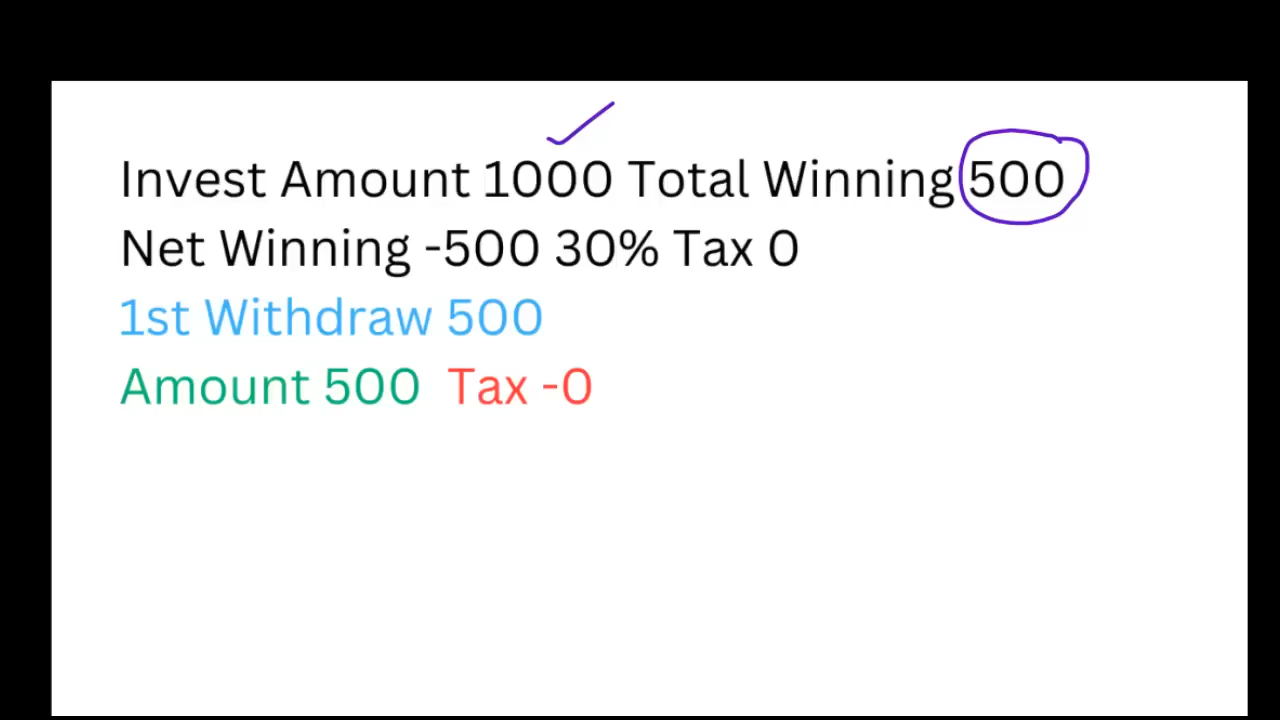 Invest Amount 1000 Total Winning 500
Net Winning -500 30% Tax 0
1st Withdraw 500
Amount 500 Tax -0